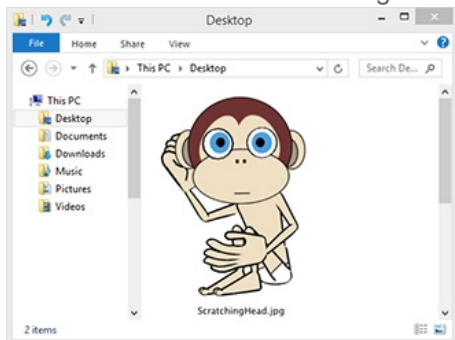 Desktop
File Home Share View
This PC Desktop Search De...
This PC
Desktop
Documents
Downloads
Music
Pictures
Videos
ScratchingHead.jpg
2 items